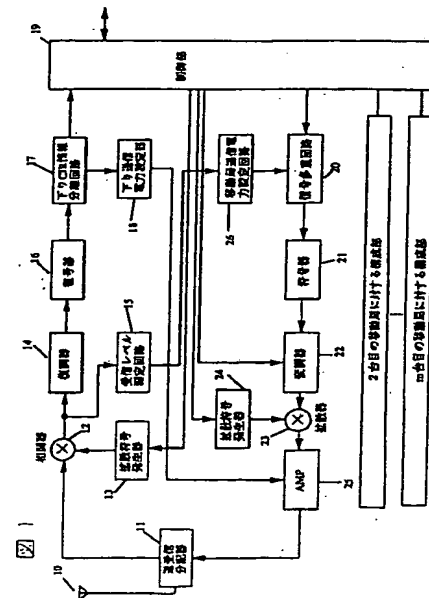 図 1
10
11
送受信
分配器
相関器
12
13
拡散符号
発生器
14
復調器
15
受信レベル
測定回路
16
復号器
17
下りCIR情報
分離回路
18
下り送信
電力設定器
19
制御部
26
移動局送信電
力設定回路
20
信号多重回路
21
符号器
22
変調器
24
拡散符号
発生器
23
拡散器
25
AMP
2台目の移動局に対する構成部
m台目の移動局に対する構成部